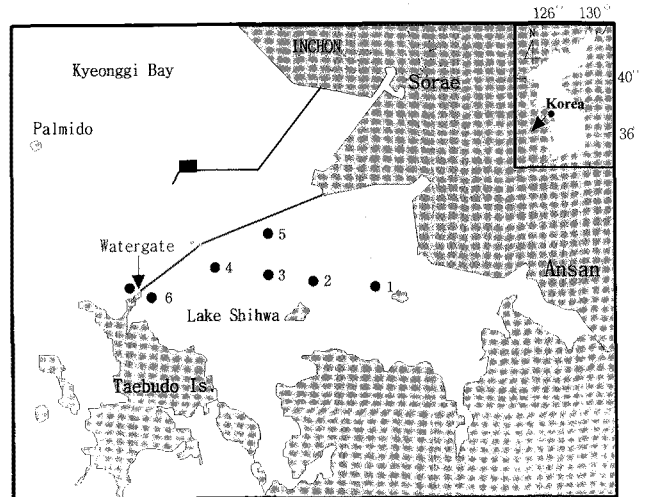 126° 130°
INCHON
N
Kyeonggi Bay
40°
Sorae
Korea
Palmido
36
5
Watergate
4
3
2
1
Ansan
6
Lake Shihwa
Taebudo Is.